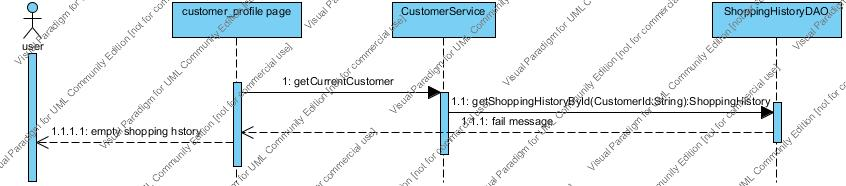 customer_profile page
CustomerService
ShoppingHistoryDAO
user
1: getCurrentCustomer
1.1: getShoppingHistoryById(CustomerId:String):ShoppingHistory
1.1.1: fail message
1.1.1.1: empty shopping hstory
Visual Paradigm for UML Community Edition [not for commercial use]